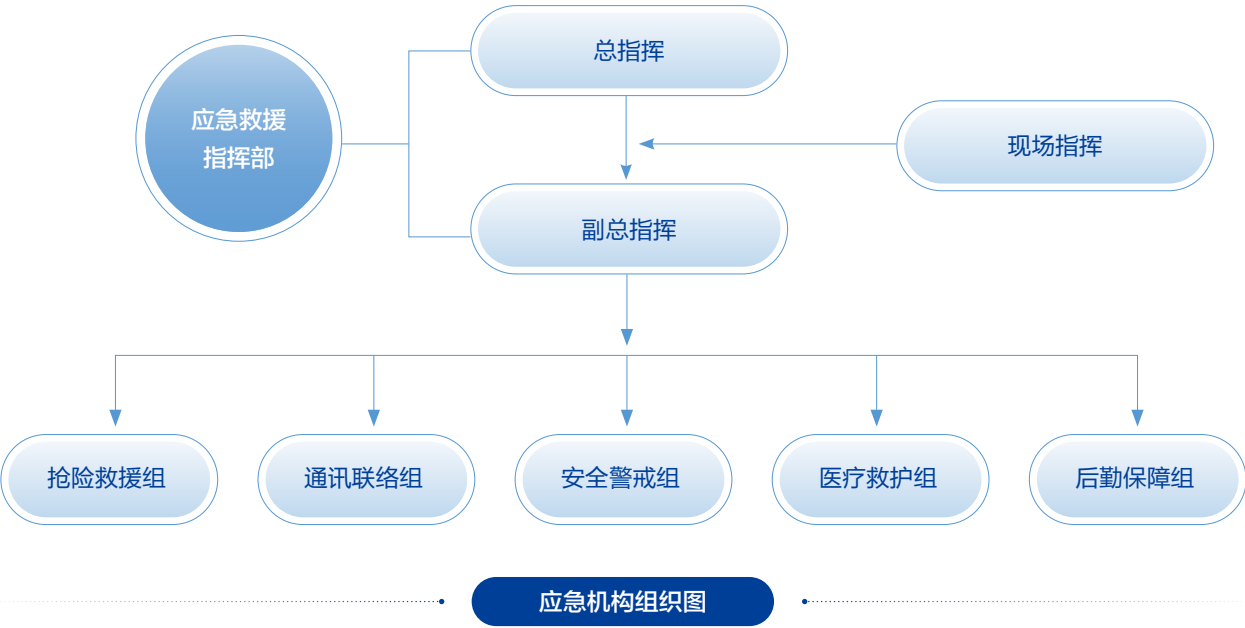 总指挥
应急救援
指挥部
现场指挥
副总指挥
抢险救援组
通讯联络组
安全警戒组
医疗救护组
后勤保障组
应急机构组织图